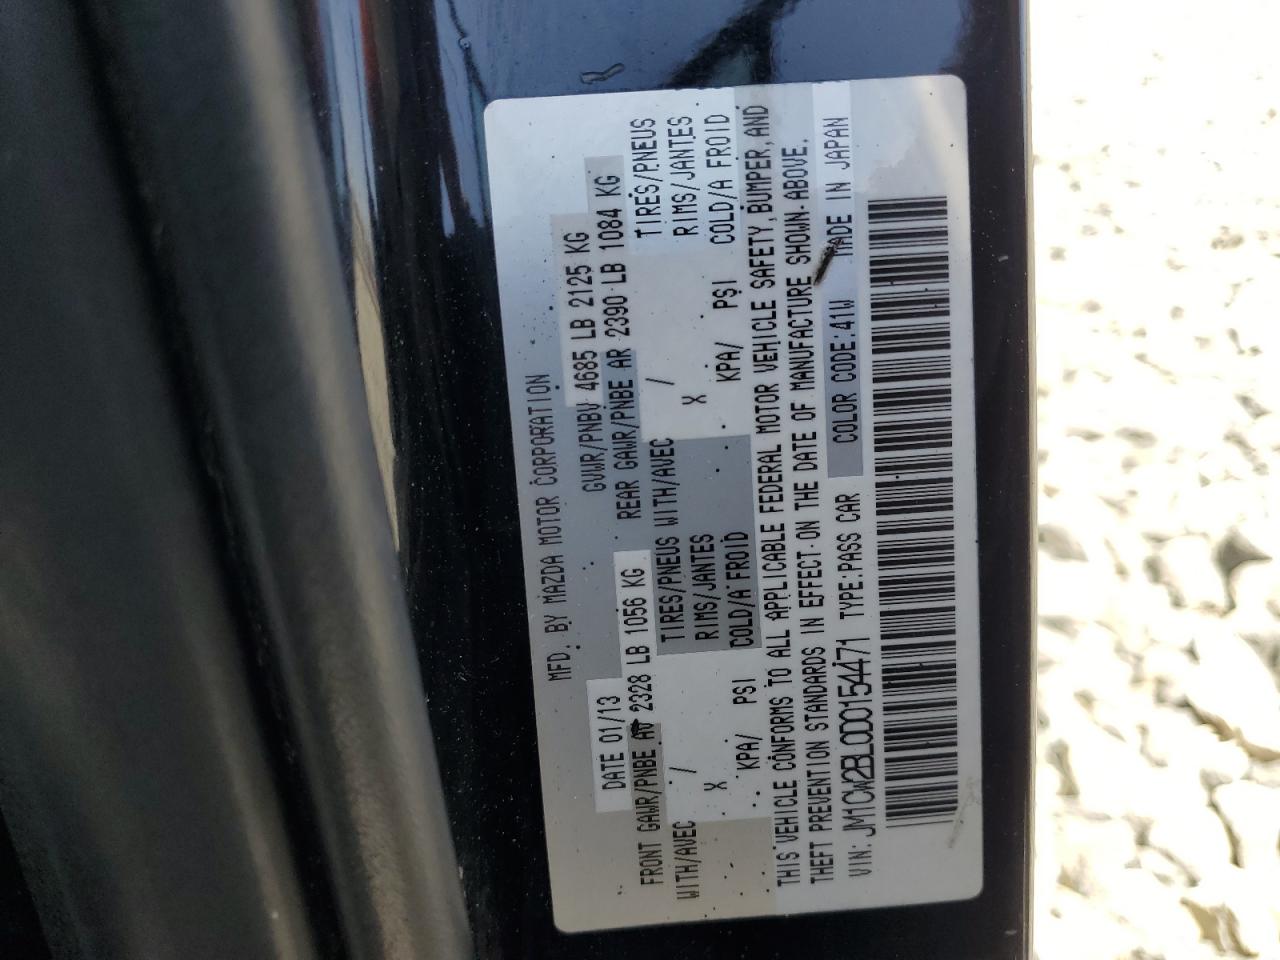 MFD. BY MAZDA MOTOR CORPORATION
DATE 01/13 GVWR/PNBV 4685 LB 2125 KG
FRONT GAWR/PNBE AV 2328 LB 1056 KG REAR GAWR/PNBE AR 2390 LB 1084 KG
WITH/AVEC / TIRES/PNEUS WITH/AVEC / TIRES/PNEUS
X RIMS/JANTES X RIMS/JANTES
KPA/ PSI COLD/A FROID KPA/ PSI COLD/A FROID
THIS VEHICLE CONFORMS TO ALL APPLICABLE FEDERAL MOTOR VEHICLE SAFETY, BUMPER, AND
THEFT PREVENTION STANDARDS IN EFFECT ON THE DATE OF MANUFACTURE SHOWN ABOVE.
VIN: JM1CW2BL0D0154471 TYPE:PASS CAR COLOR CODE:41W MADE IN JAPAN